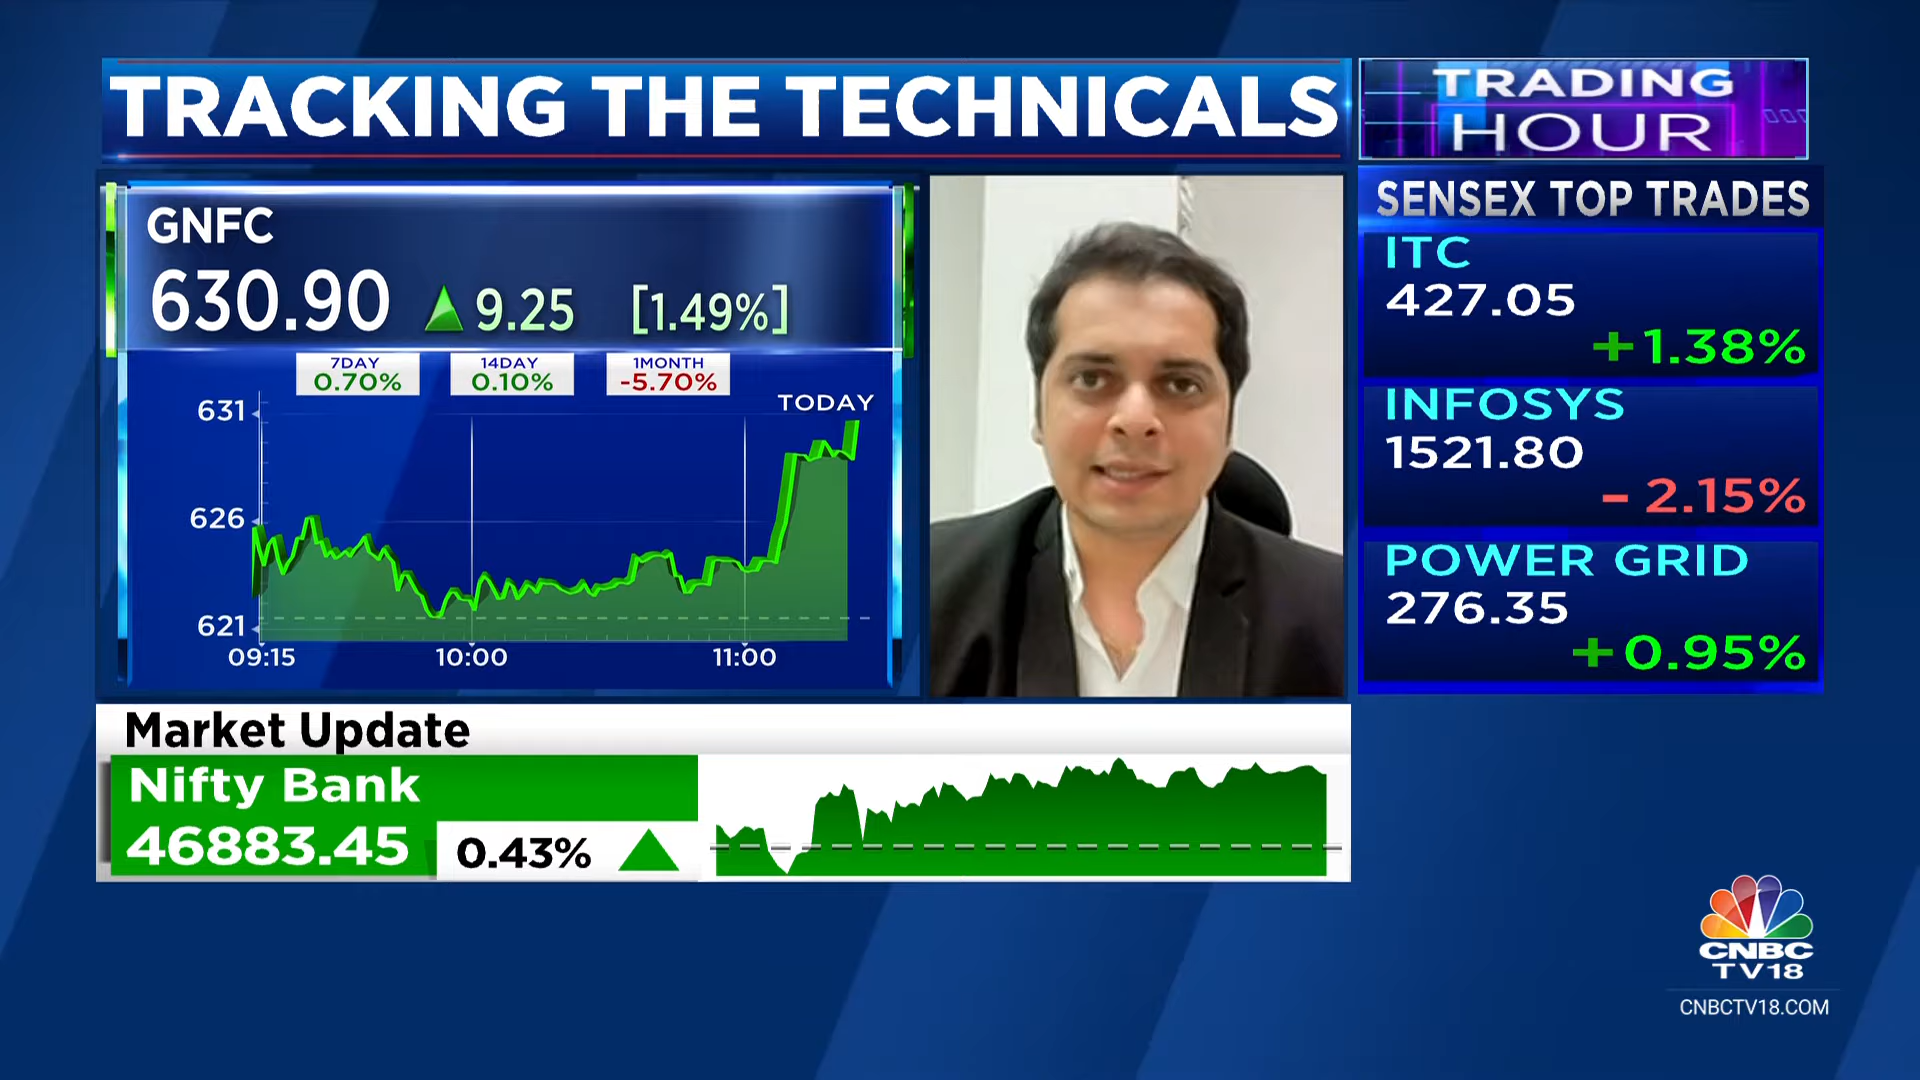 TRACKING THE TECHNICALS
TRADING
HOUR
GNFC
630.90 ▲ 9.25 [1.49%]
7DAY
0.70%
14DAY
0.10%
1MONTH
-5.70%
TODAY
631
626
621
09:15 10:00 11:00
SENSEX TOP TRADES
ITC
427.05
+1.38%
INFOSYS
1521.80
- 2.15%
POWER GRID
276.35
+0.95%
Market Update
Nifty Bank
46883.45 0.43% ▲
CNBC
TV18
CNBCTV18.COM